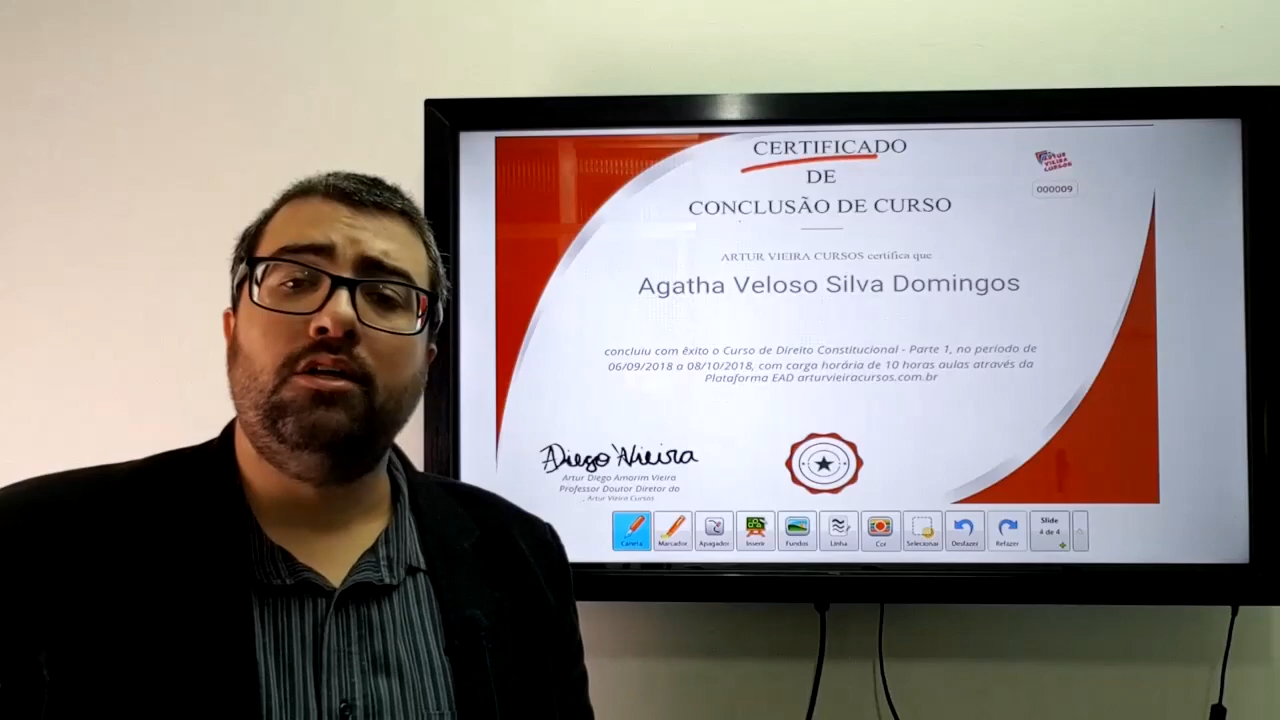 CERTIFICADO
DE
CONCLUSÃO DE CURSO
ARTUR
VIEIRA
CURSOS
000009
ARTUR VIEIRA CURSOS certifica que
Agatha Veloso Silva Domingos
concluiu com êxito o Curso de Direito Constitucional - Parte 1, no período de
06/09/2018 a 08/10/2018, com carga horária de 10 horas aulas através da
Plataforma EAD arturvieiracursos.com.br
Diego Vieira
Artur Diego Amorim Vieira
Professor Doutor Diretor do
Artur Vieira Cursos
Caneta Marcador Apagador Inserir Fundos Linha Cor Selecionar Desfazer Refazer
Slide
4 de 4